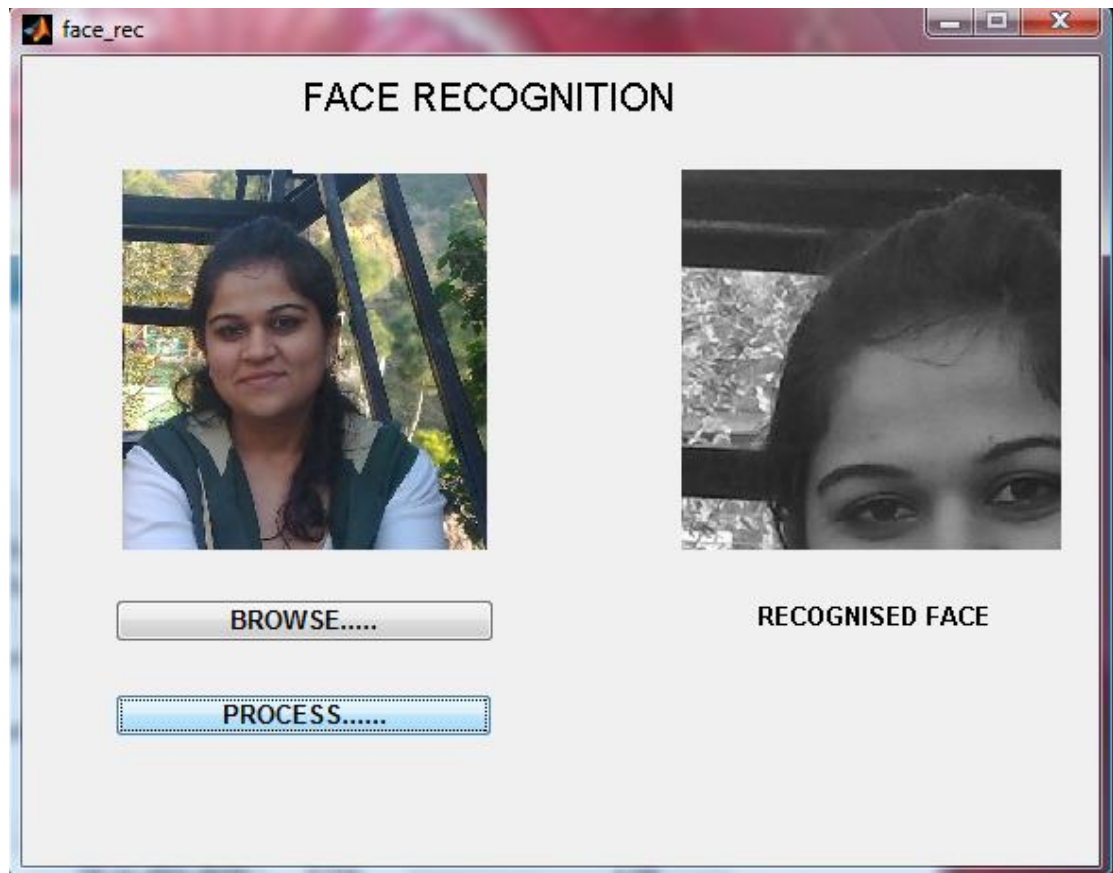 face_rec
FACE RECOGNITION
BROWSE.....
RECOGNISED FACE
PROCESS......